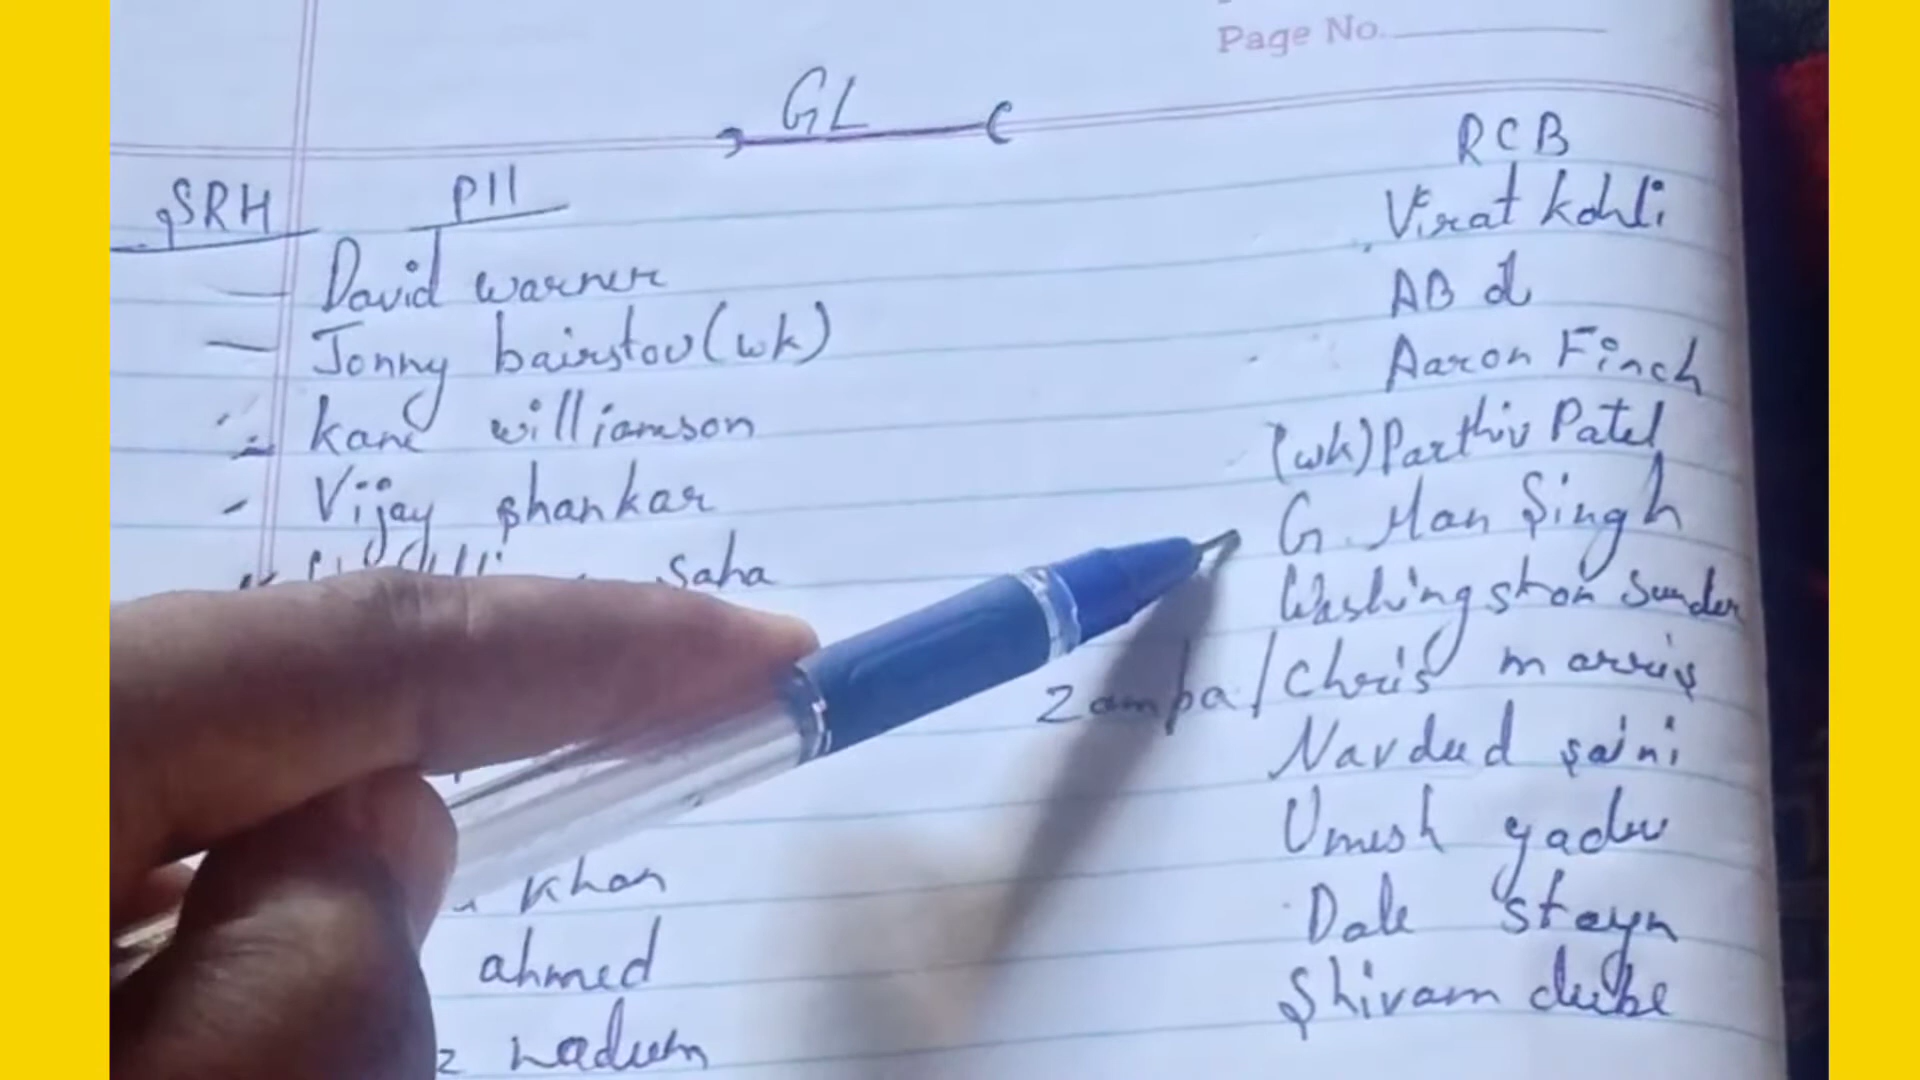 Page No.
GL
SRH P11
David warner
Jonny bairstow (wk)
kane williamson
Vijay shankar
saha
khan
ahmed
nadeem
RCB
Virat kohli
AB d
Aaron Finch
(wk) Parthiv Patel
G. Man Singh
Washingston Sunder
Zampa / Chris morris
Navdeed saini
Umesh yadav
Dale steyn
Shivam dube